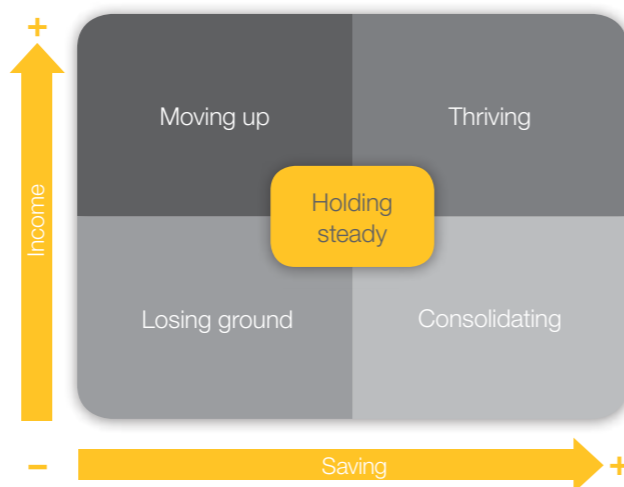 +
Moving up
Thriving
Income
Holding
steady
Losing ground
Consolidating
–
Saving
+